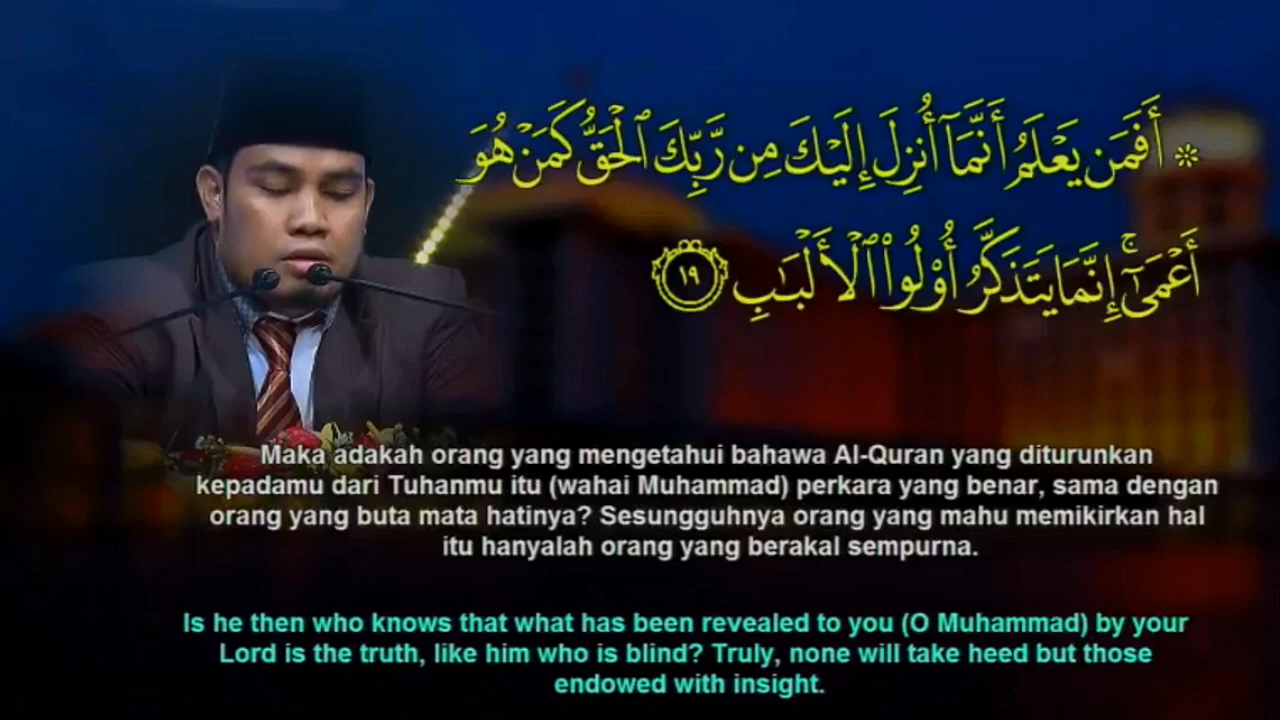 ۞ أَفَمَن يَعْلَمُ أَنَّمَآ أُنزِلَ إِلَيْكَ مِن رَّبِّكَ ٱلْحَقُّ كَمَنْ هُوَ
أَعْمَىٰٓ ۚ إِنَّمَا يَتَذَكَّرُ أُو۟لُوا۟ ٱلْأَلْبَـٰبِ ١٩
Maka adakah orang yang mengetahui bahawa Al-Quran yang diturunkan
kepadamu dari Tuhanmu itu (wahai Muhammad) perkara yang benar, sama dengan
orang yang buta mata hatinya? Sesungguhnya orang yang mahu memikirkan hal
itu hanyalah orang yang berakal sempurna.
Is he then who knows that what has been revealed to you (O Muhammad) by your
Lord is the truth, like him who is blind? Truly, none will take heed but those
endowed with insight.